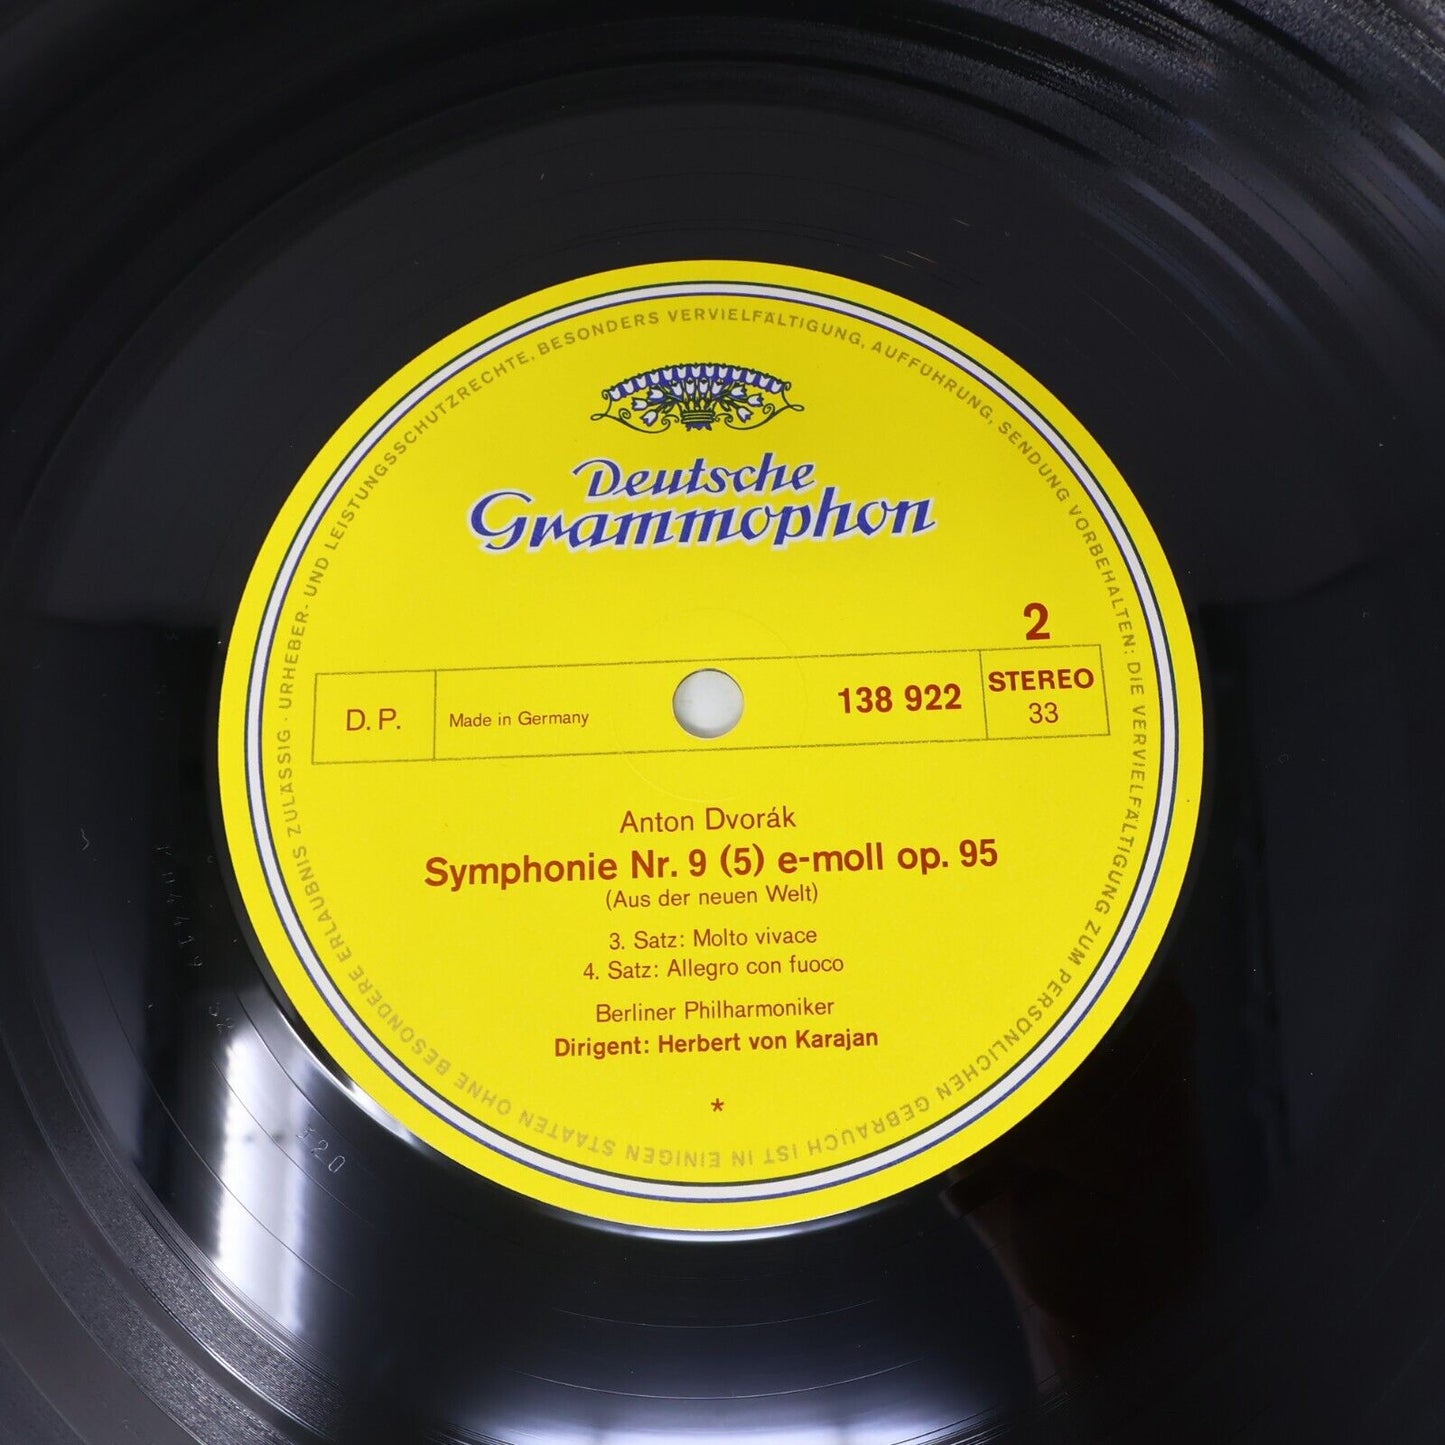 Deutsche
Grammophon
2
D. P.
Made in Germany
138 922
STEREO
33
Anton Dvorák
Symphonie Nr. 9 (5) e-moll op. 95
(Aus der neuen Welt)
3. Satz: Molto vivace
4. Satz: Allegro con fuoco
Berliner Philharmoniker
Dirigent: Herbert von Karajan
*
DIE VERVIELFÄLTIGUNG ZUM PERSÖNLICHEN GEBRAUCH IST IN EINIGEN STAATEN OHNE BESONDERE ERLAUBNIS ZULÄSSIG · URHEBER- UND LEISTUNGSSCHUTZRECHTE, BESONDERS VERVIELFÄLTIGUNG, AUFFÜHRUNG, SENDUNG VORBEHALTEN:
320